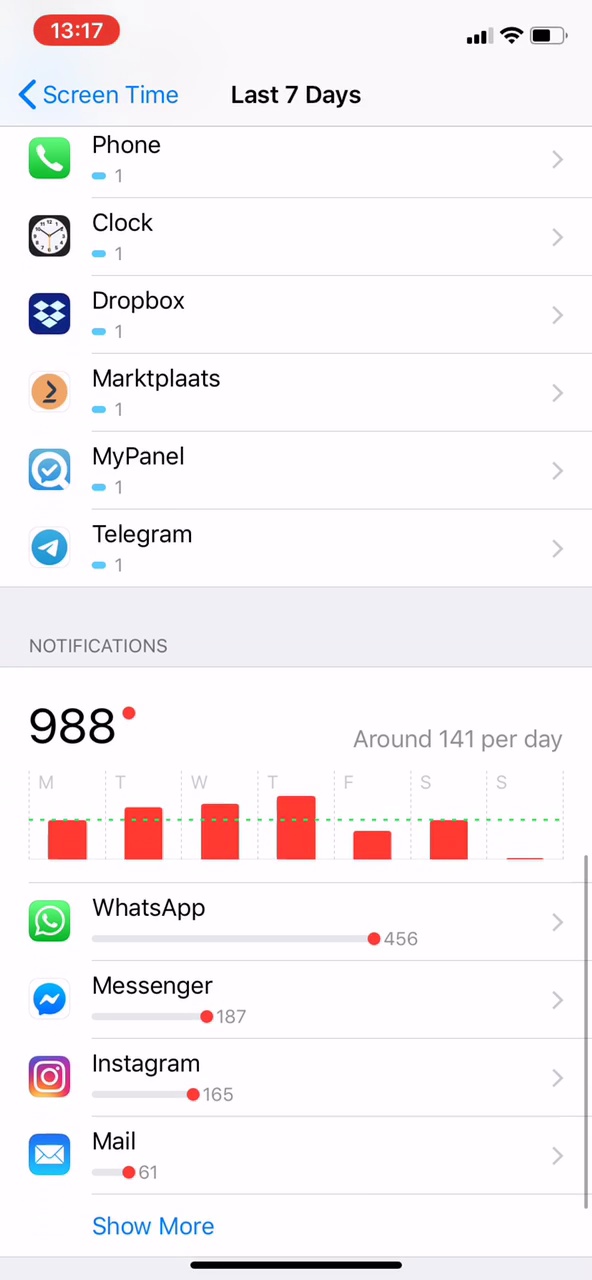 13:17
Screen Time
Last 7 Days
Phone
1
Clock
1
Dropbox
1
Marktplaats
1
MyPanel
1
Telegram
1
NOTIFICATIONS
988
Around 141 per day
M T W T F S S
WhatsApp
456
Messenger
187
Instagram
165
Mail
61
Show More